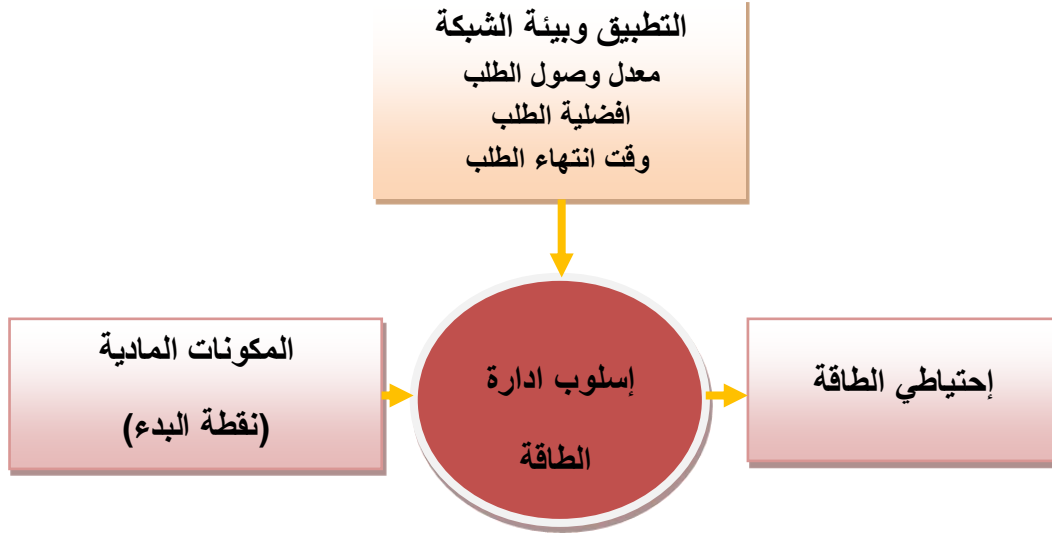 التطبيق وبيئة الشبكة
معدل وصول الطلب
افضلية الطلب
وقت انتهاء الطلب
المكونات المادية
(نقطة البدء)
إسلوب ادارة
الطاقة
إحتياطي الطاقة